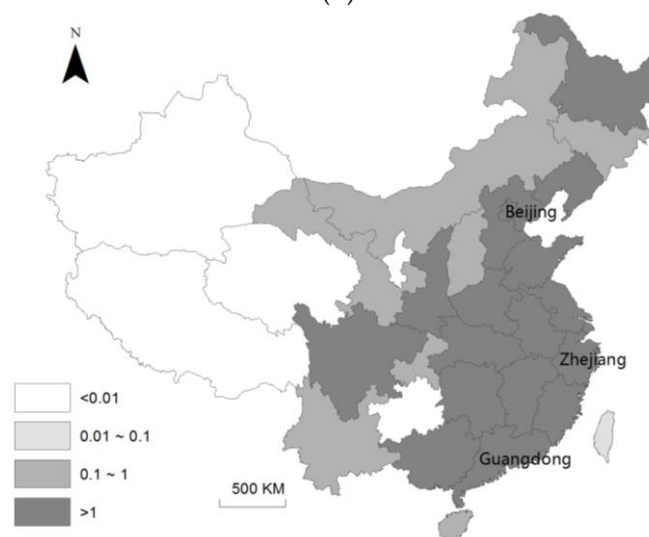 N
Beijing
Zhejiang
<0.01
0.01 ~ 0.1
0.1 ~ 1
>1
500 KM
Guangdong